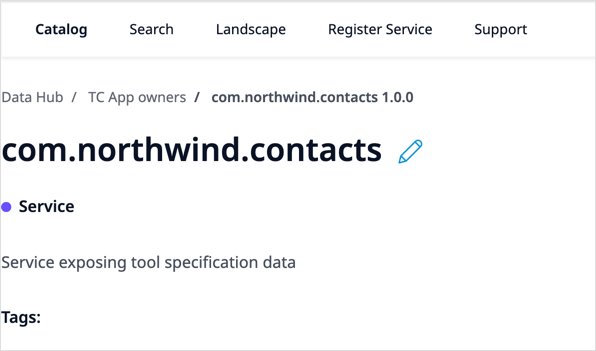 Catalog Search Landscape Register Service Support
Data Hub / TC App owners / com.northwind.contacts 1.0.0
com.northwind.contacts
Service
Service exposing tool specification data
Tags: